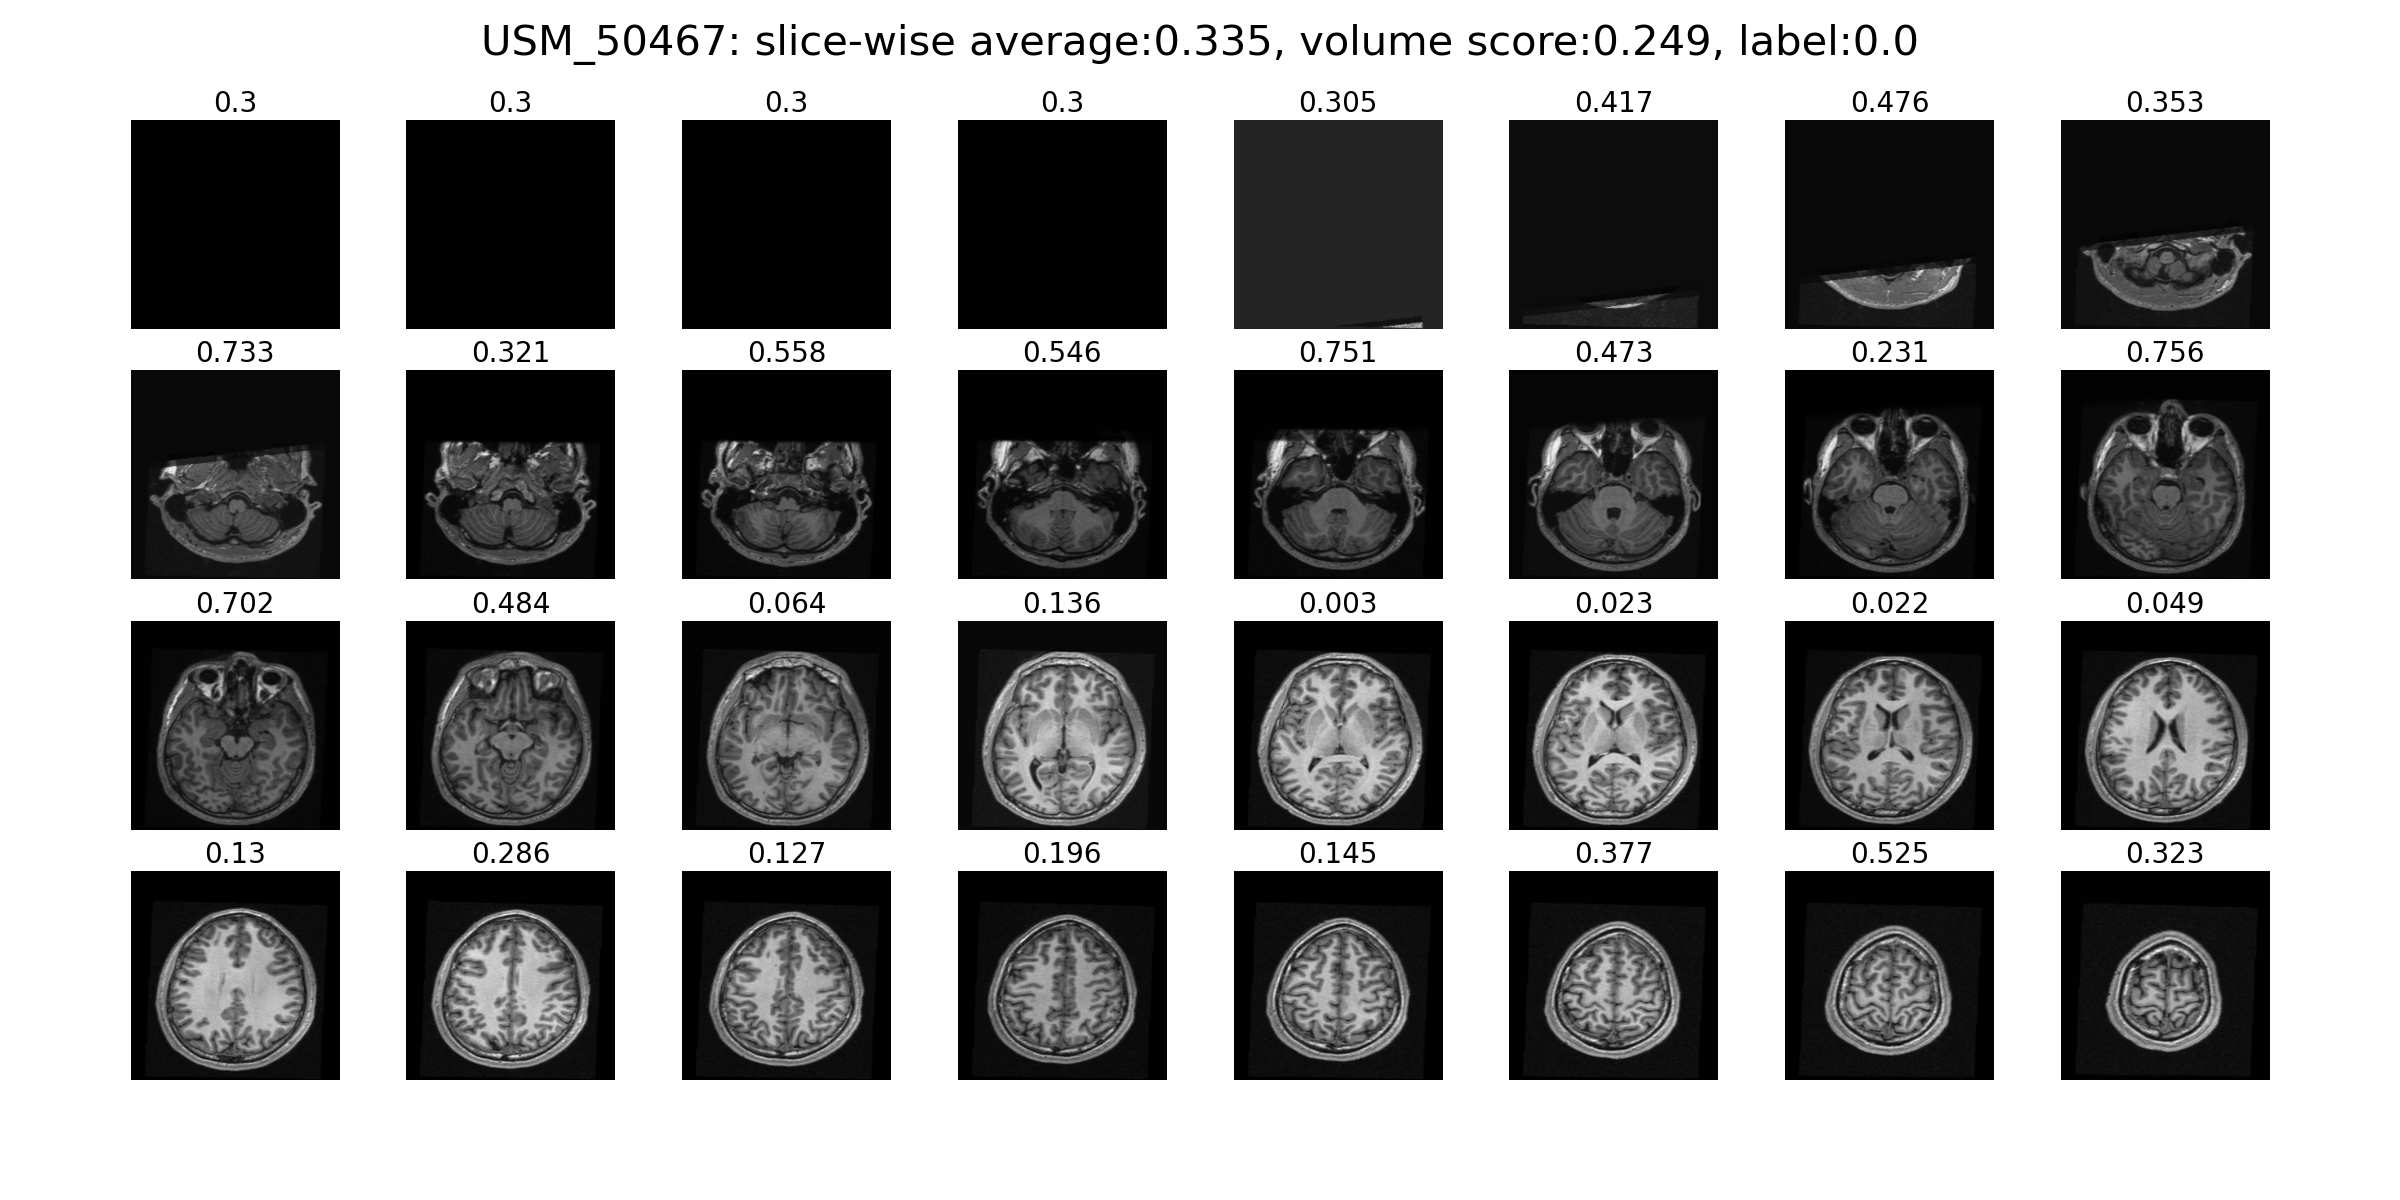 USM_50467: slice-wise average:0.335, volume score:0.249, label:0.0
0.3 0.3 0.3 0.3 0.305 0.417 0.476 0.353
0.733 0.321 0.558 0.546 0.751 0.473 0.231 0.756
0.702 0.484 0.064 0.136 0.003 0.023 0.022 0.049
0.13 0.286 0.127 0.196 0.145 0.377 0.525 0.323